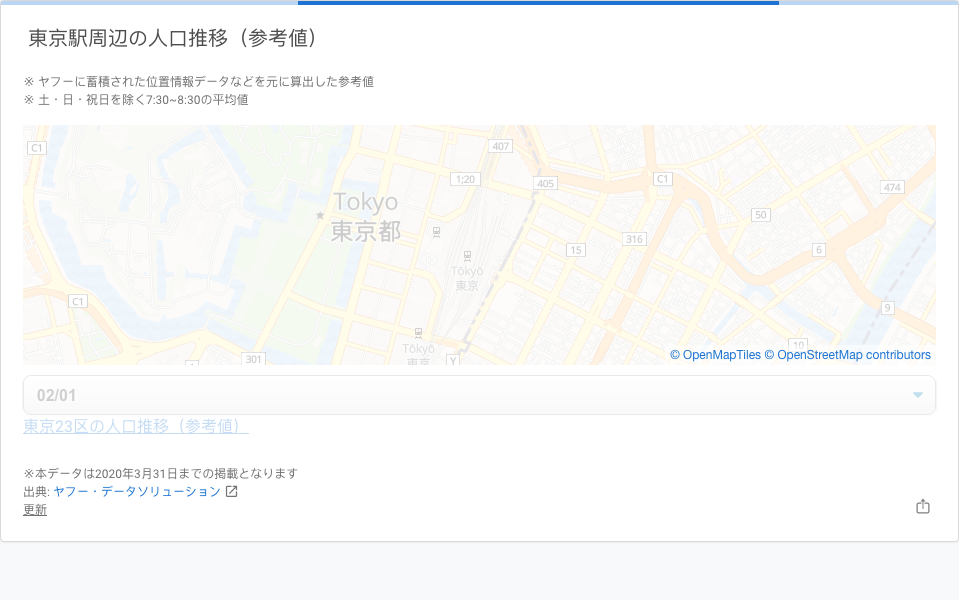 東京駅周辺の人口推移（参考値）
※ ヤフーに蓄積された位置情報データなどを元に算出した参考値
※ 土・日・祝日を除く7:30~8:30の平均値
C1
407
1;20
405
C1
474
Tokyo
東京都
50
316
15
6
Tōkyō
東京
C1
9
10
Tōkyō
東京
301
Y
© OpenMapTiles © OpenStreetMap contributors
02/01
東京23区の人口推移（参考値）
※本データは2020年3月31日までの掲載となります
出典: ヤフー・データソリューション
更新